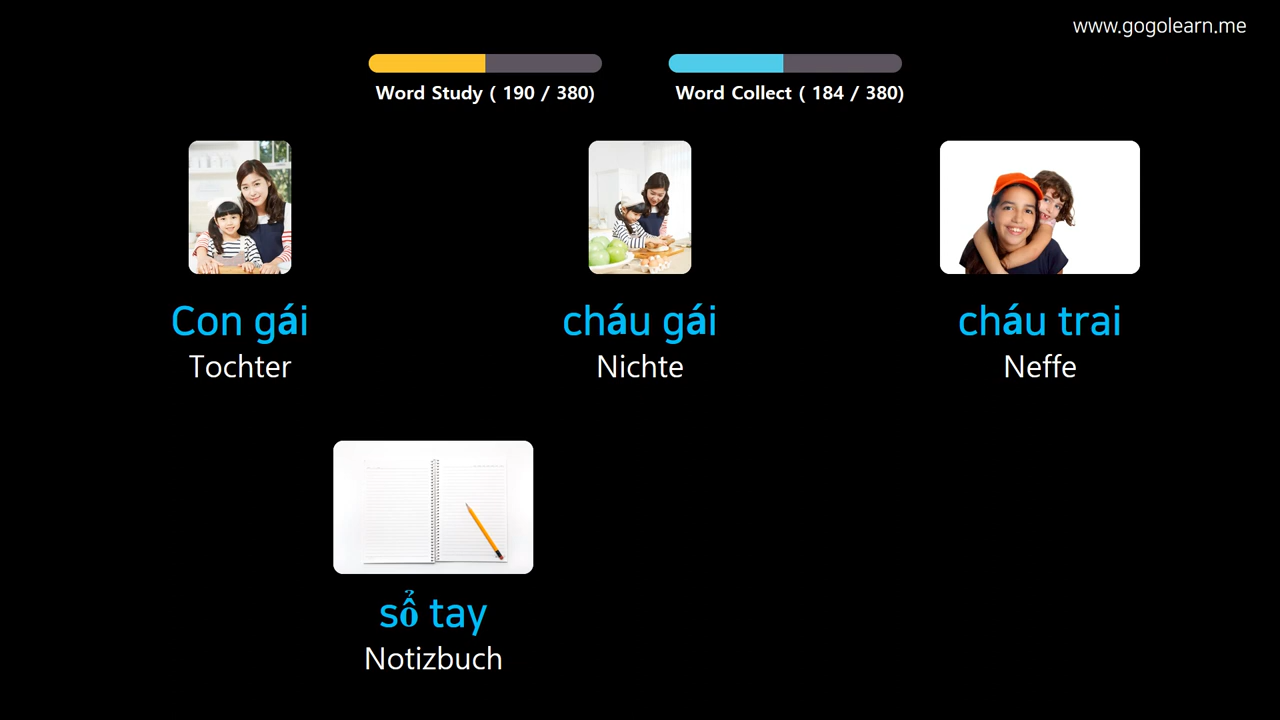 www.gogolearn.me
Word Study ( 190 / 380)
Word Collect ( 184 / 380)
Con gái
cháu gái
cháu trai
Tochter
Nichte
Neffe
sổ tay
Notizbuch